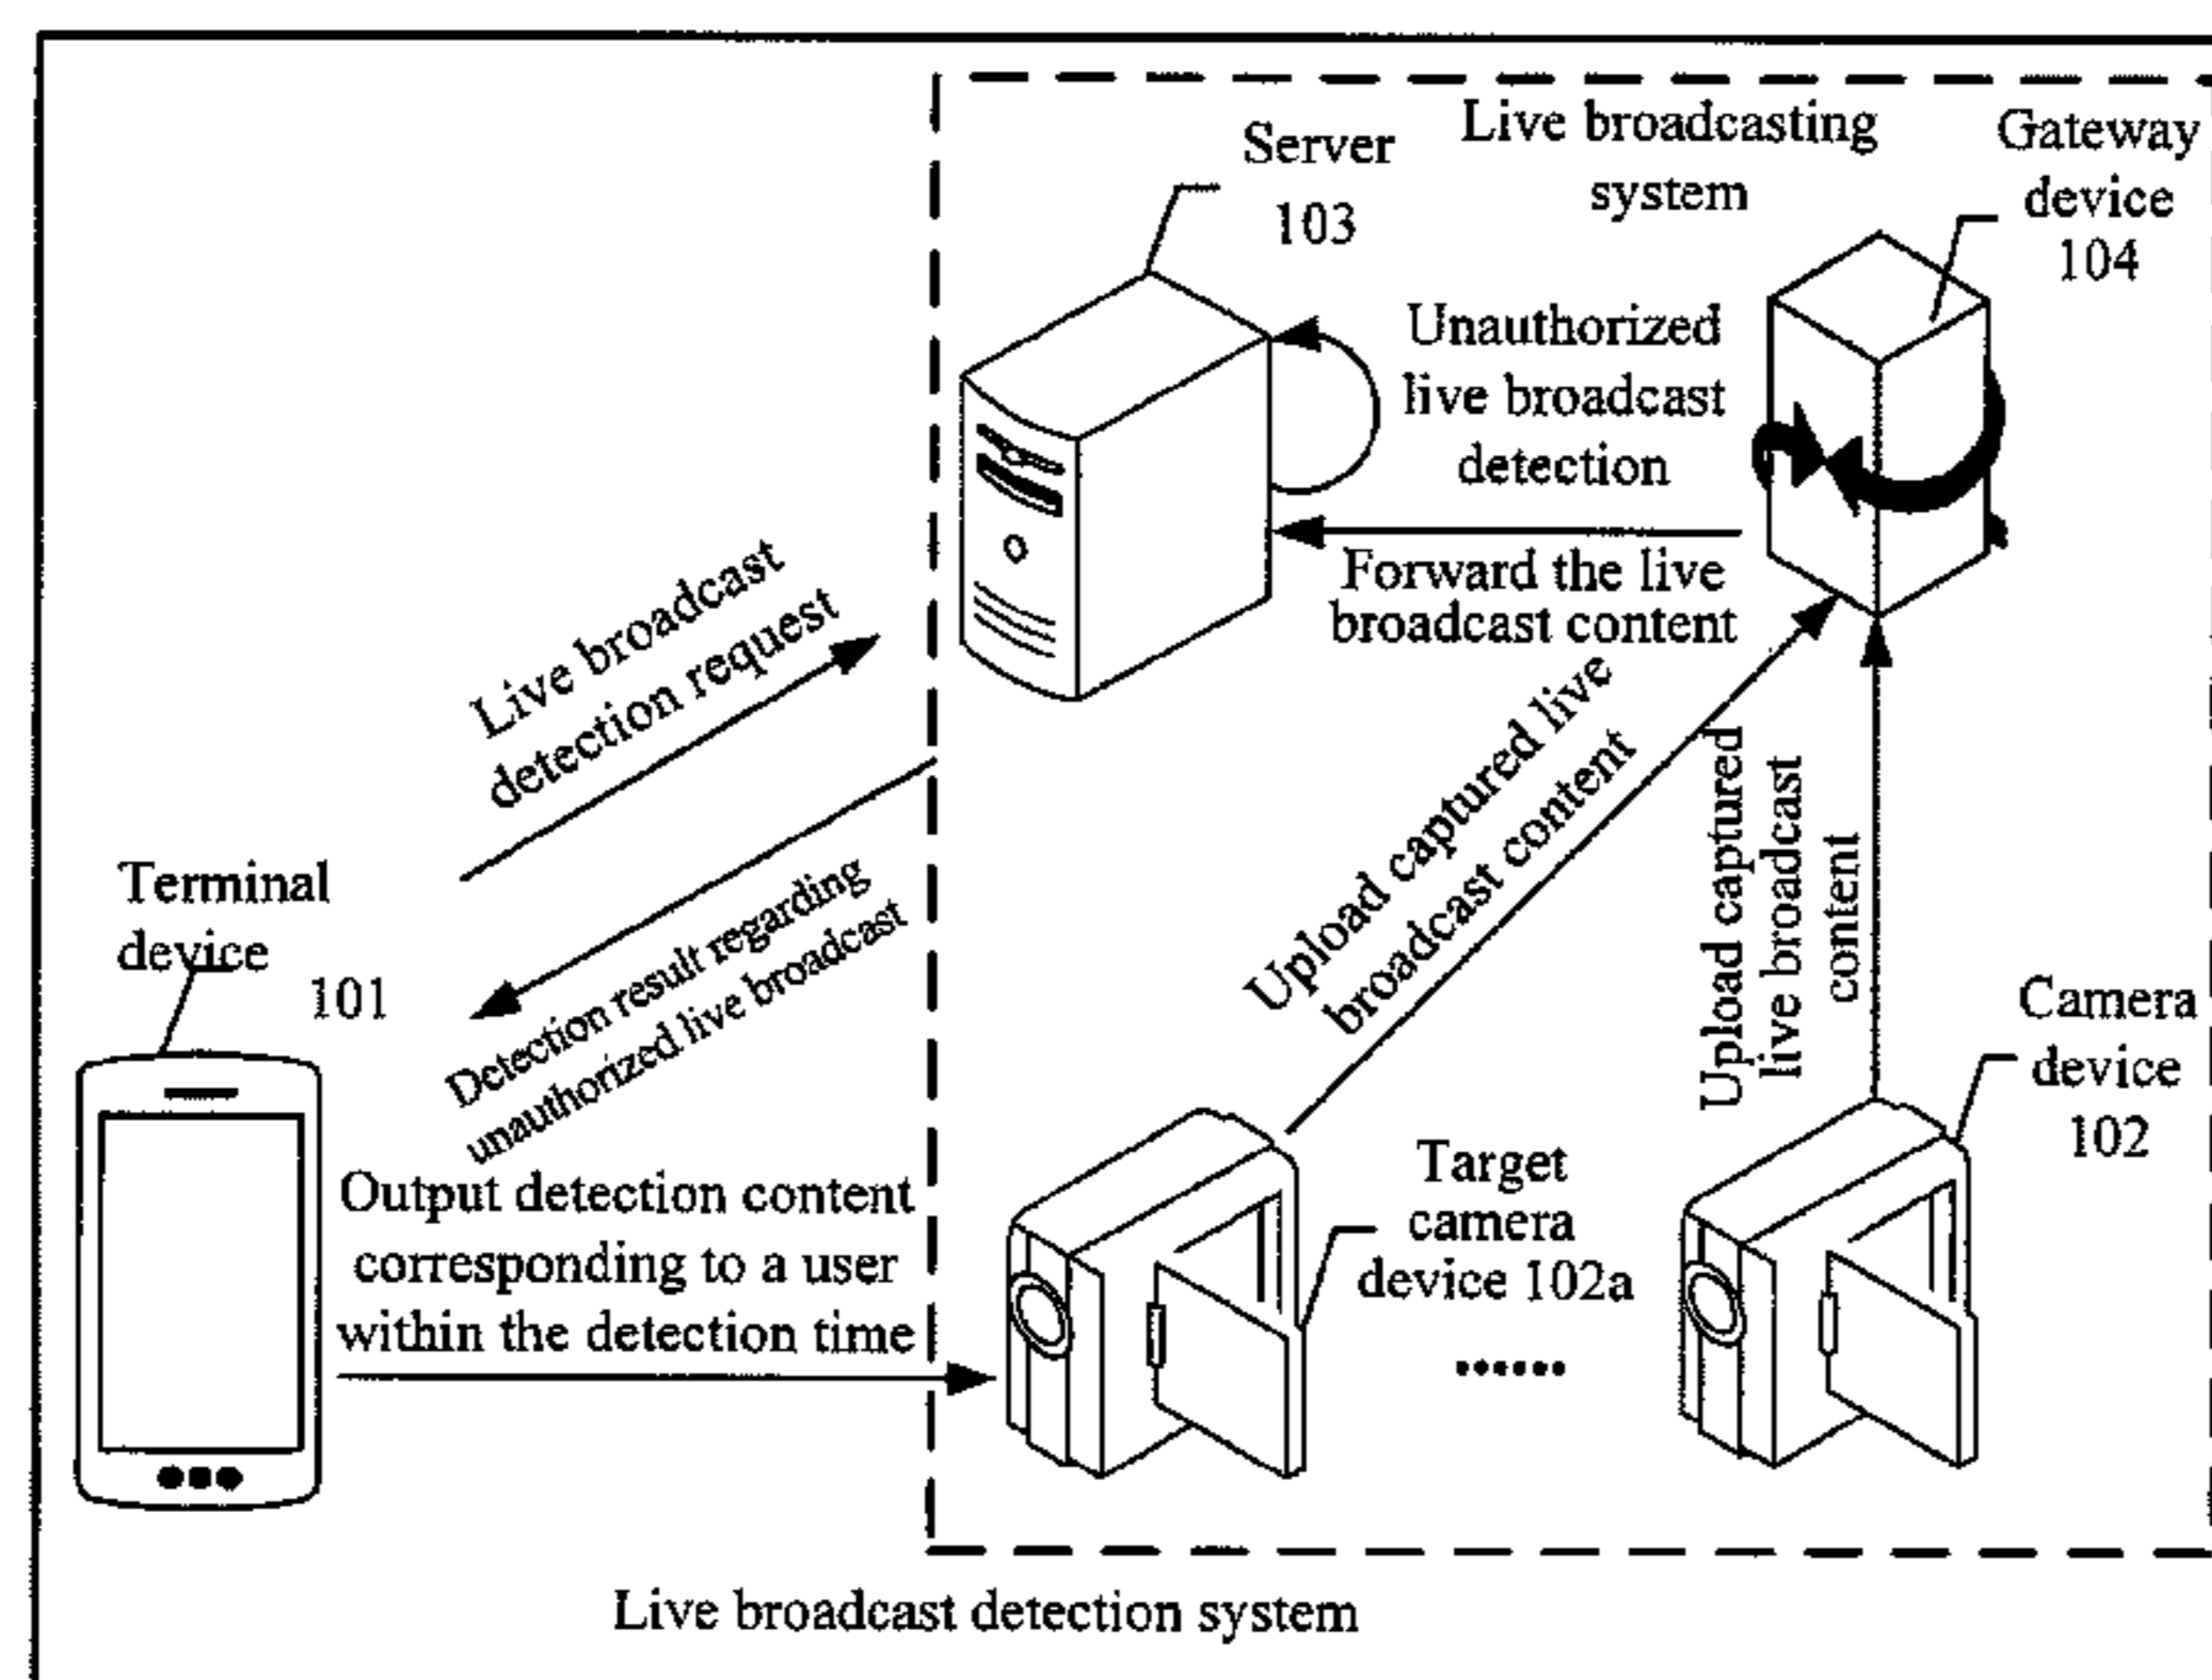 Server
103
Live broadcasting
system
Gateway
device
104
Unauthorized
live broadcast
detection
Forward the live
broadcast content
Live broadcast
detection request
Detection result regarding
unauthorized live broadcast
Upload captured live
broadcast content
Upload captured
live broadcast
content
Terminal
device
101
Output detection content
corresponding to a user
within the detection time
Target
camera
device 102a
Camera
device
102
......
Live broadcast detection system